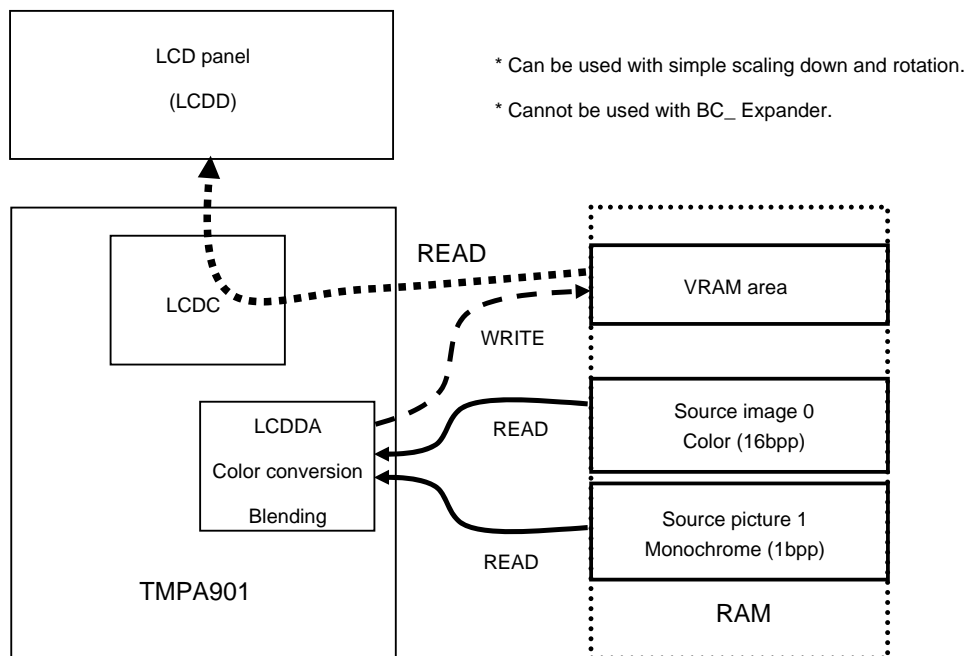 LCD panel
(LCDD)
* Can be used with simple scaling down and rotation.
* Cannot be used with BC_ Expander.
READ
LCDC
VRAM area
WRITE
LCDDA
Color conversion
Blending
READ
Source image 0
Color (16bpp)
READ
Source picture 1
Monochrome (1bpp)
TMPA901
RAM